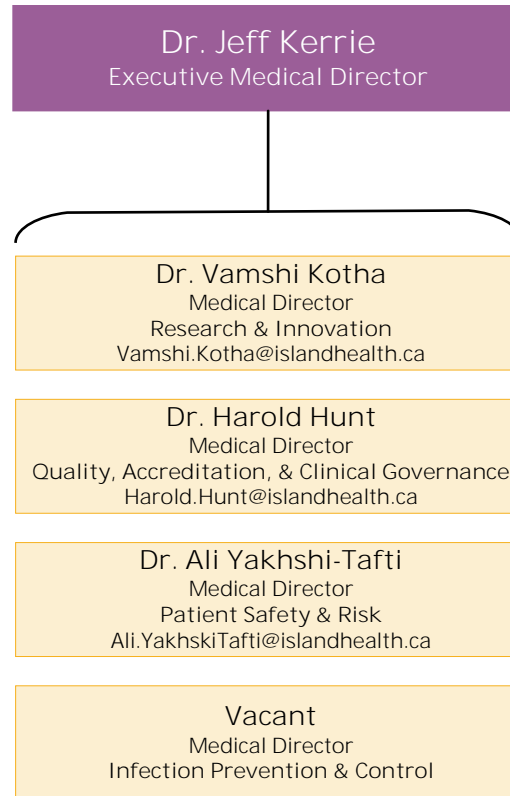 Dr. Jeff Kerrie
Executive Medical Director
Dr. Vamshi Kotha
Medical Director
Research & Innovation
Vamshi.Kotha@islandhealth.ca
Dr. Harold Hunt
Medical Director
Quality, Accreditation, & Clinical Governance
Harold.Hunt@islandhealth.ca
Dr. Ali Yakhshi-Tafti
Medical Director
Patient Safety & Risk
Ali.YakhskiTafti@islandhealth.ca
Vacant
Medical Director
Infection Prevention & Control